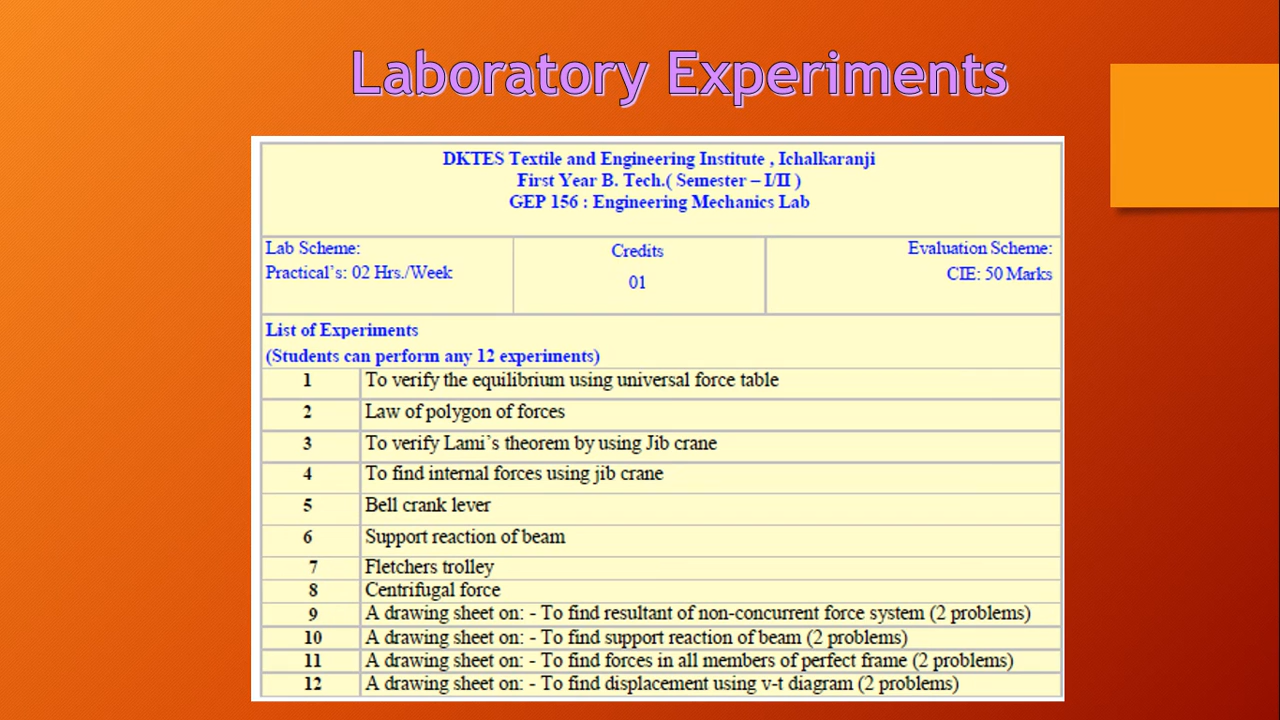 Laboratory Experiments
DKTES Textile and Engineering Institute , Ichalkaranji
First Year B. Tech.( Semester – I/II )
GEP 156 : Engineering Mechanics Lab
Lab Scheme:
Practical’s: 02 Hrs./Week
Credits
01
Evaluation Scheme:
CIE: 50 Marks
List of Experiments
(Students can perform any 12 experiments)
1 To verify the equilibrium using universal force table
2 Law of polygon of forces
3 To verify Lami’s theorem by using Jib crane
4 To find internal forces using jib crane
5 Bell crank lever
6 Support reaction of beam
7 Fletchers trolley
8 Centrifugal force
9 A drawing sheet on: - To find resultant of non-concurrent force system (2 problems)
10 A drawing sheet on: - To find support reaction of beam (2 problems)
11 A drawing sheet on: - To find forces in all members of perfect frame (2 problems)
12 A drawing sheet on: - To find displacement using v-t diagram (2 problems)